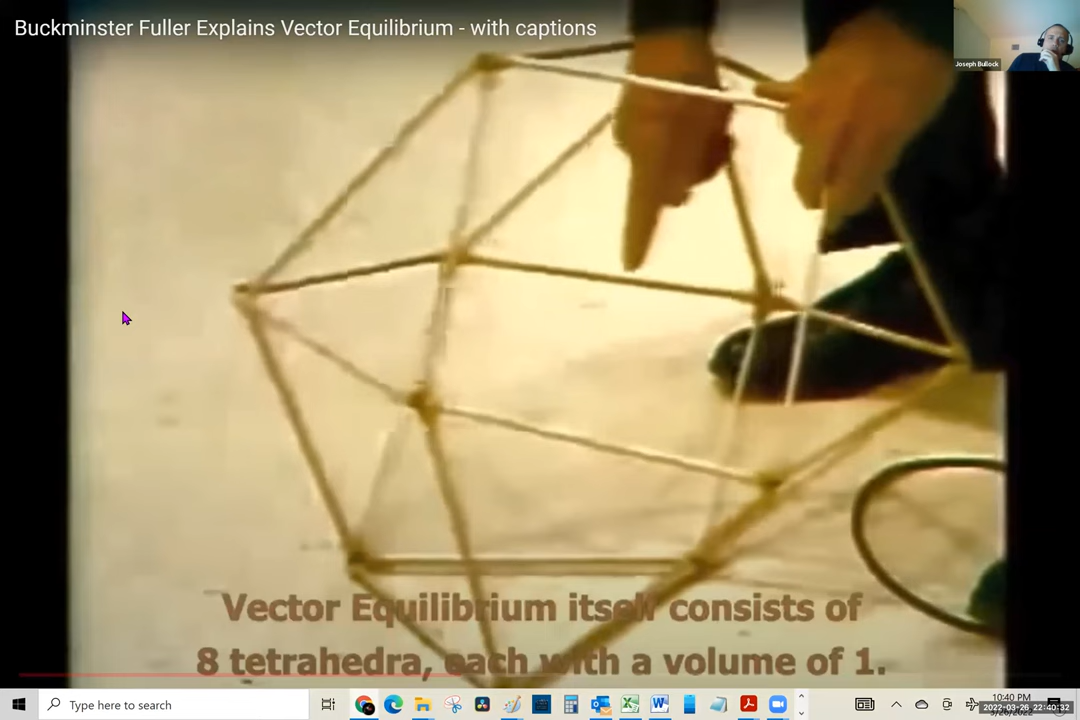 Buckminster Fuller Explains Vector Equilibrium - with captions
Joseph Bullock
Vector Equilibrium itself consists of
8 tetrahedra, each with a volume of 1.
Type here to search
10:40 PM
2022-03-26 22:40:32